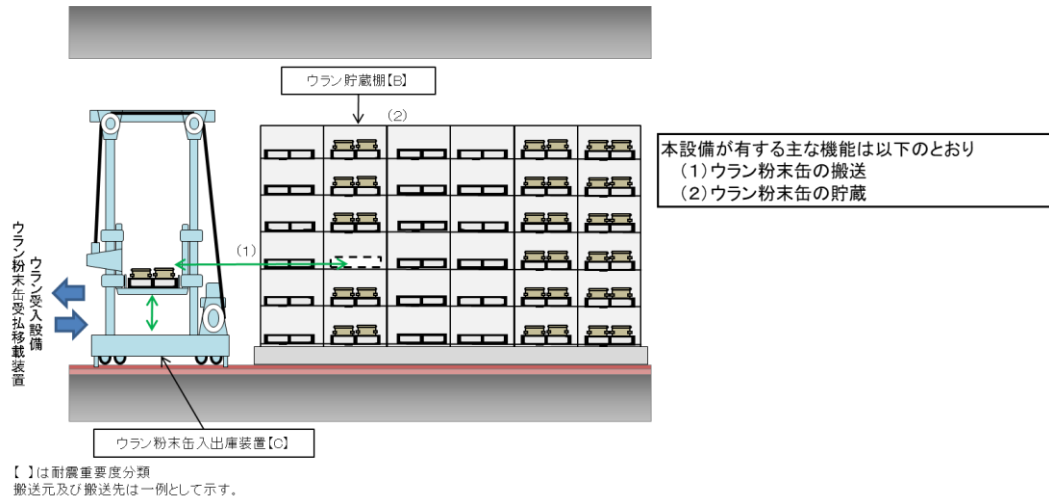 ウラン貯蔵棚【B】
(2)
本設備が有する主な機能は以下のとおり
(1)ウラン粉末缶の搬送
(2)ウラン粉末缶の貯蔵
(1)
ウラン受入設備
ウラン粉末缶受払移載装置
ウラン粉末缶入出庫装置【C】
【 】は耐震重要度分類
搬送元及び搬送先は一例として示す。